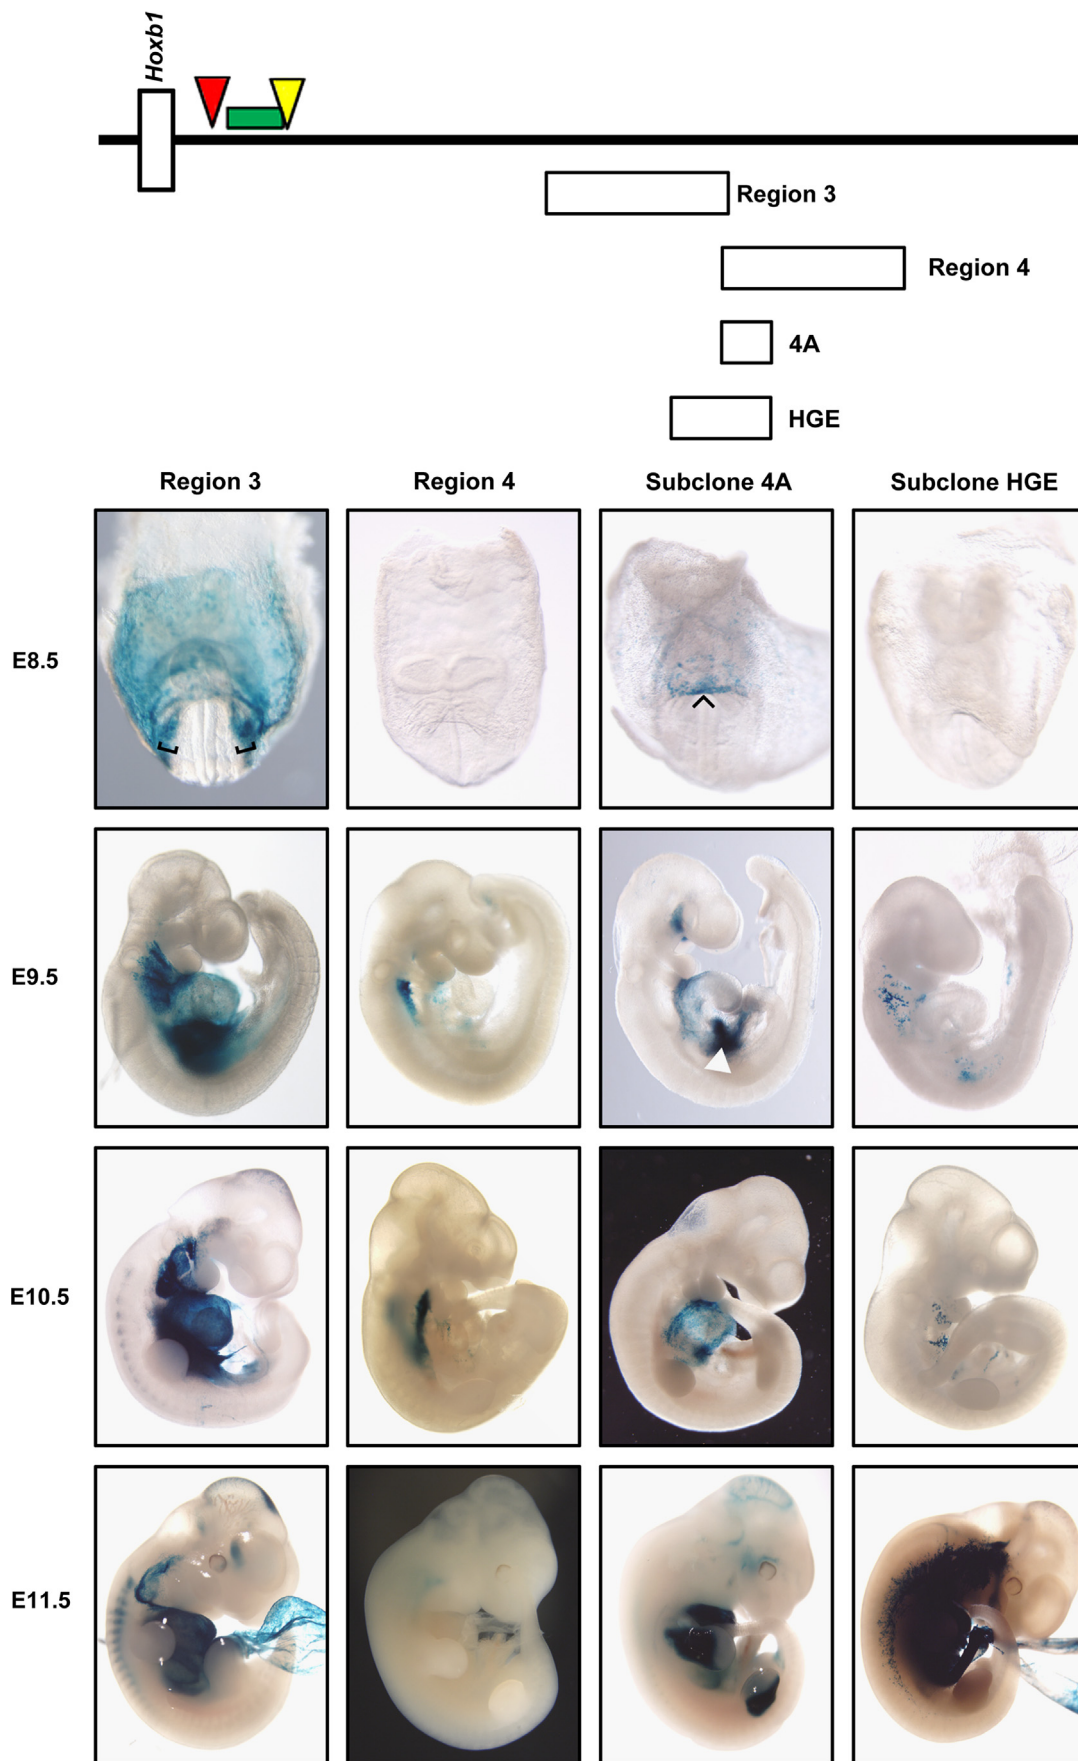 Hoxb1
Region 3
Region 4
4A
HGE
Region 3 Region 4 Subclone 4A Subclone HGE
E8.5
E9.5
E10.5
E11.5